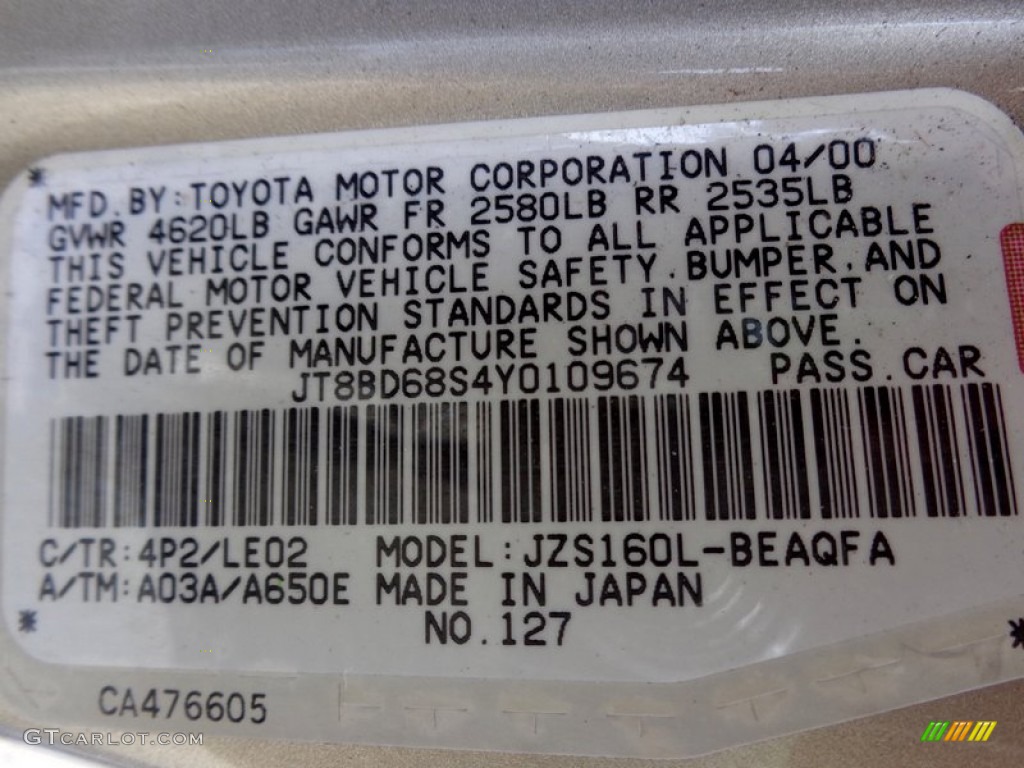 MFD. BY: TOYOTA MOTOR CORPORATION 04/00
GVWR 4620LB GAWR FR 2580LB RR 2535LB
THIS VEHICLE CONFORMS TO ALL APPLICABLE
FEDERAL MOTOR VEHICLE SAFETY, BUMPER, AND
THEFT PREVENTION STANDARDS IN EFFECT ON
THE DATE OF MANUFACTURE SHOWN ABOVE.
JT8BD68S4Y0109674 PASS. CAR
C/TR: 4P2/LE02 MODEL: JZS160L-BEAQFA
A/TM: A03A/A650E MADE IN JAPAN
NO. 127
CA476605
GTCarLot.com